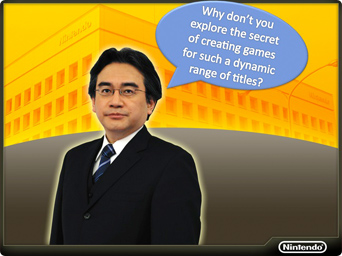 Why don't you
explore the secret
of creating games
for such a dynamic
range of titles?
Nintendo